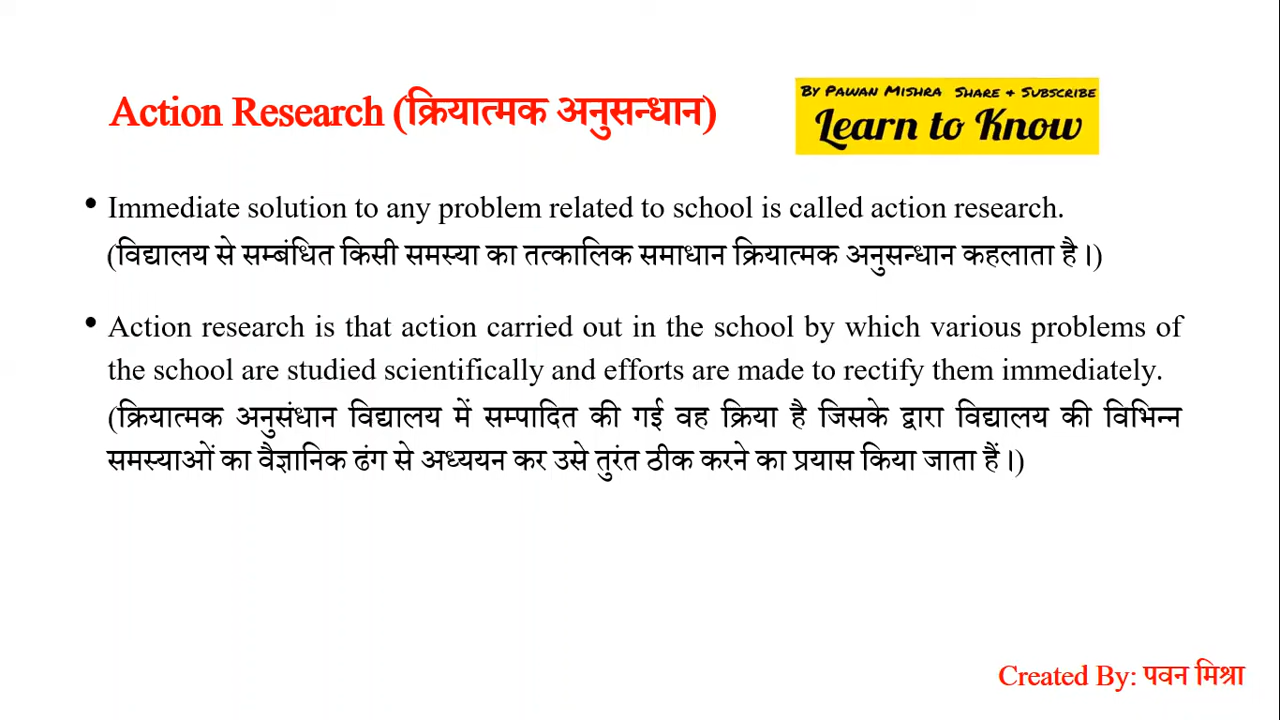 Action Research (क्रियात्मक अनुसन्धान)
By Pawan Mishra Share + Subscribe
Learn to Know
• Immediate solution to any problem related to school is called action research.
(विद्यालय से सम्बंधित किसी समस्या का तत्कालिक समाधान क्रियात्मक अनुसन्धान कहलाता है।)
• Action research is that action carried out in the school by which various problems of
the school are studied scientifically and efforts are made to rectify them immediately.
(क्रियात्मक अनुसंधान विद्यालय में सम्पादित की गई वह क्रिया है जिसके द्वारा विद्यालय की विभिन्न
समस्याओं का वैज्ञानिक ढंग से अध्ययन कर उसे तुरंत ठीक करने का प्रयास किया जाता हैं।)
Created By: पवन मिश्रा